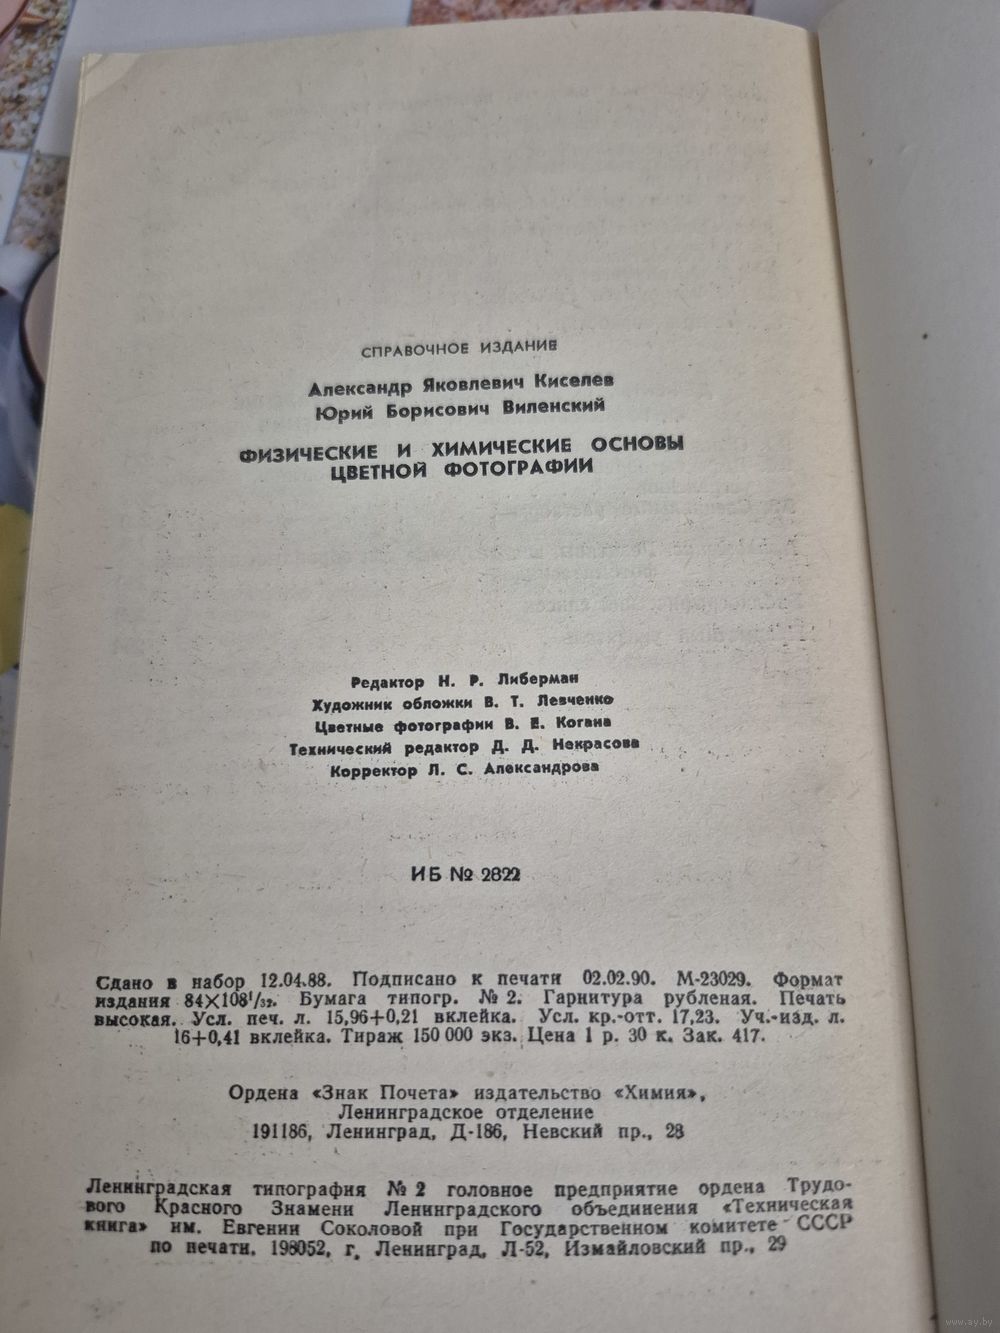 СПРАВОЧНОЕ ИЗДАНИЕ
Александр Яковлевич Киселев
Юрий Борисович Виленский
ФИЗИЧЕСКИЕ И ХИМИЧЕСКИЕ ОСНОВЫ
ЦВЕТНОЙ ФОТОГРАФИИ
Редактор Н. Р. Либерман
Художник обложки В. Т. Левченко
Цветные фотографии В. Е. Когана
Технический редактор Д. Д. Некрасова
Корректор Л. С. Александрова
ИБ № 2822
Сдано в набор 12.04.88. Подписано к печати 02.02.90. М-23029. Формат
издания 84×108¹/₃₂. Бумага типогр. № 2. Гарнитура рубленая. Печать
высокая. Усл. печ. л. 15,96+0,21 вклейка. Усл. кр.-отт. 17,23. Уч.-изд. л.
16+0,41 вклейка. Тираж 150 000 экз. Цена 1 р. 30 к. Зак. 417.
Ордена «Знак Почета» издательство «Химия»,
Ленинградское отделение
191186, Ленинград, Д-186, Невский пр., 28
Ленинградская типография № 2 головное предприятие ордена Трудо-
вого Красного Знамени Ленинградского объединения «Техническая
книга» им. Евгении Соколовой при Государственном комитете СССР
по печати. 198052, г. Ленинград, Л-52, Измайловский пр., 29
www.ay.by